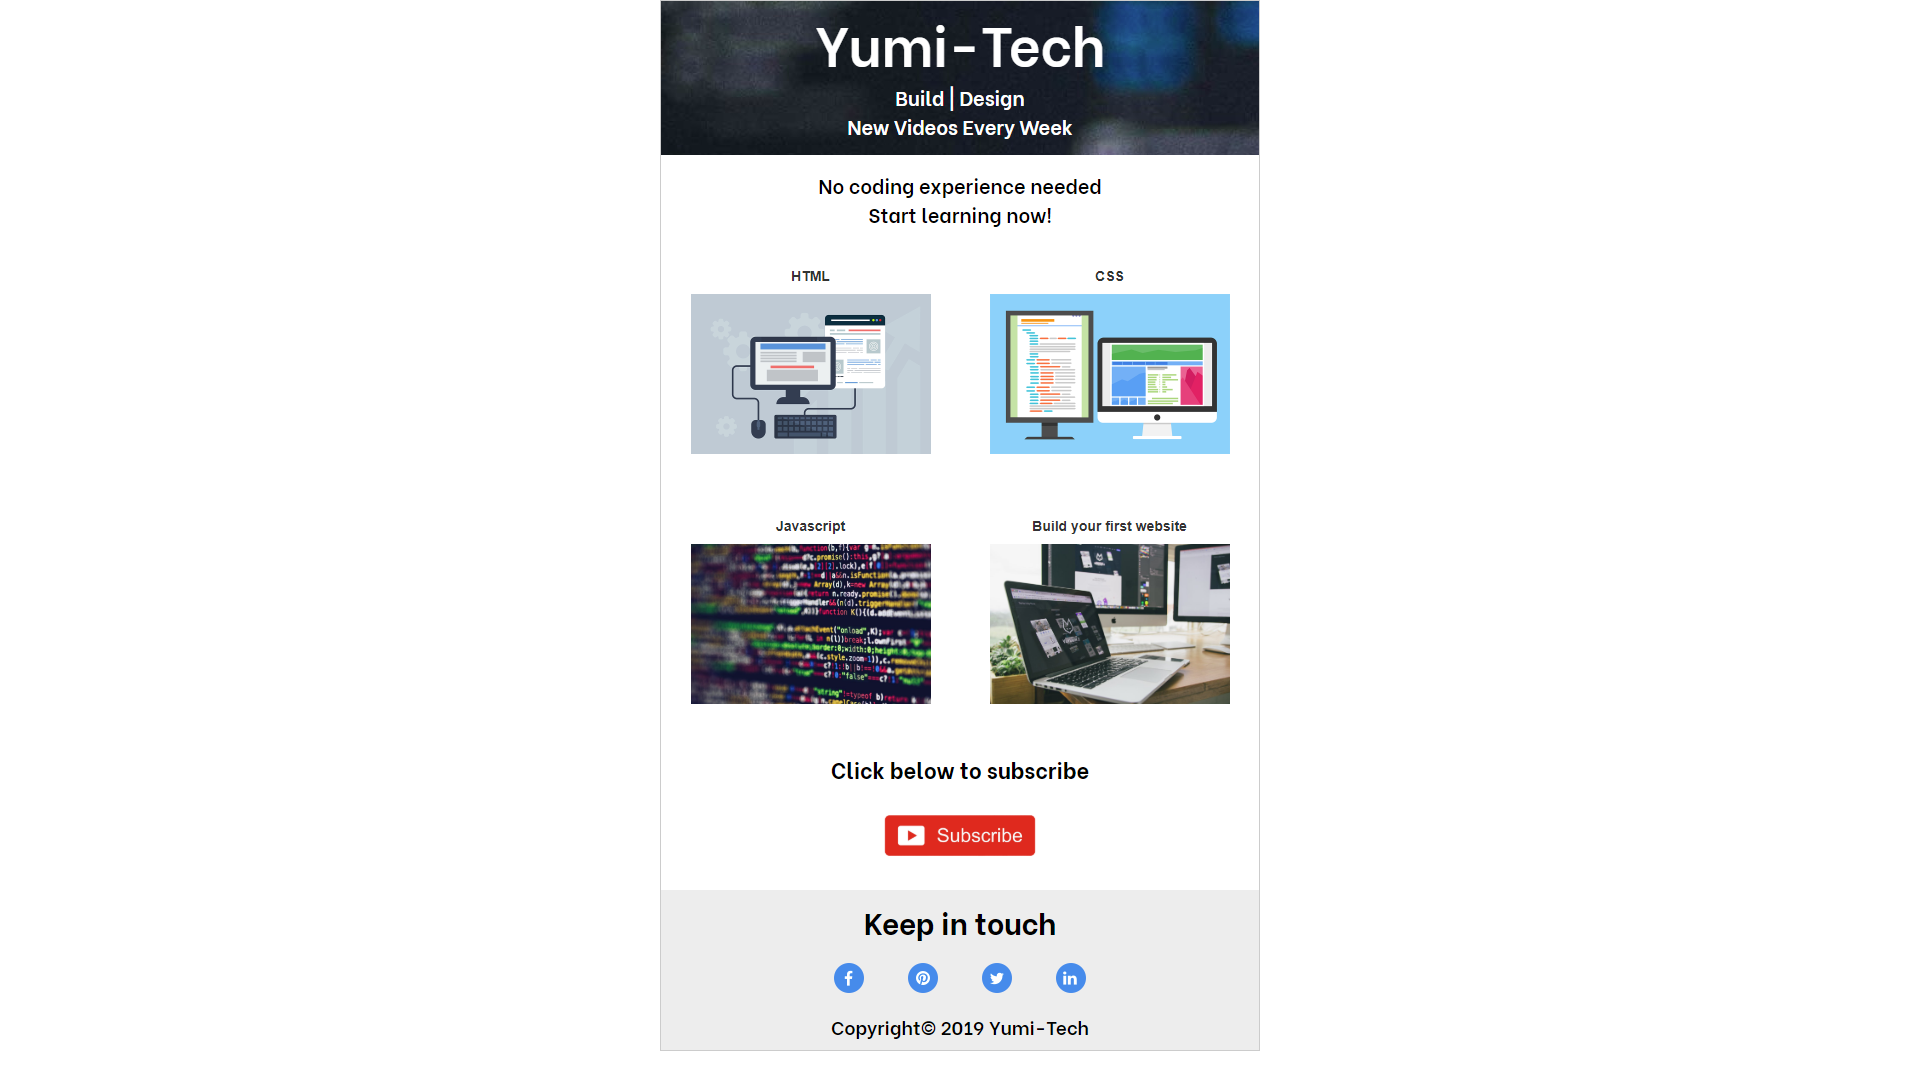 Yumi-Tech
Build | Design
New Videos Every Week
No coding experience needed
Start learning now!
HTML
CSS
Javascript
Build your first website
Click below to subscribe
Subscribe
Keep in touch
Copyright© 2019 Yumi-Tech